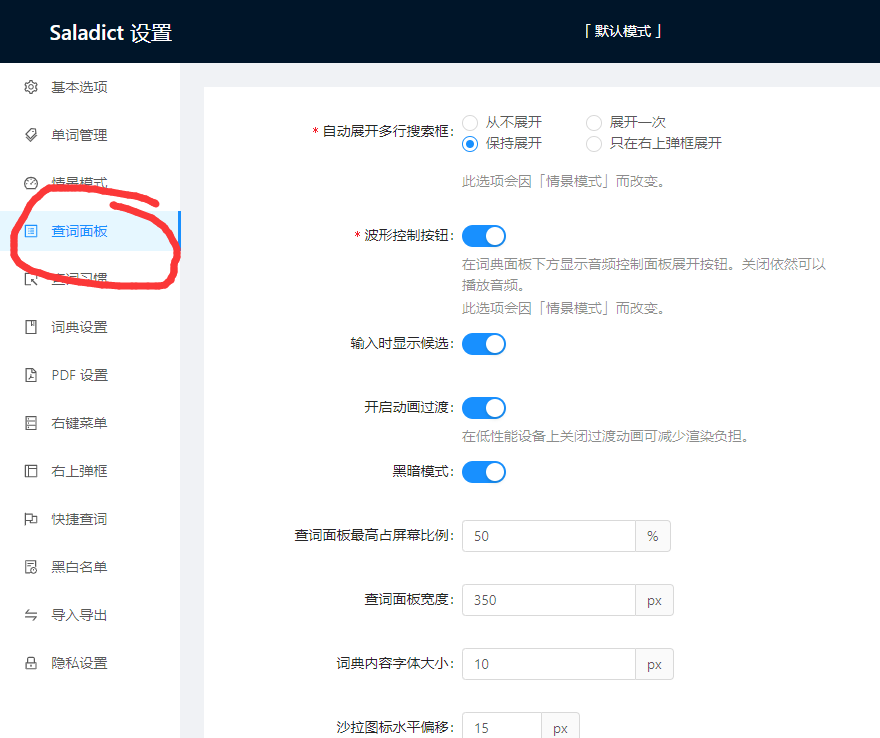 Saladict 设置
「 默认模式 」
基本选项
单词管理
情景模式
查词面板
查词习惯
词典设置
PDF 设置
右键菜单
右上弹框
快捷查词
黑白名单
导入导出
隐私设置
* 自动展开多行搜索框:
从不展开
展开一次
保持展开
只在右上弹框展开
此选项会因「情景模式」而改变。
* 波形控制按钮:
在词典面板下方显示音频控制面板展开按钮。关闭依然可以
播放音频。
此选项会因「情景模式」而改变。
输入时显示候选:
开启动画过渡:
在低性能设备上关闭过渡动画可减少渲染负担。
黑暗模式:
查词面板最高占屏幕比例: 50 %
查词面板宽度: 350 px
词典内容字体大小: 10 px
沙拉图标水平偏移: 15 px